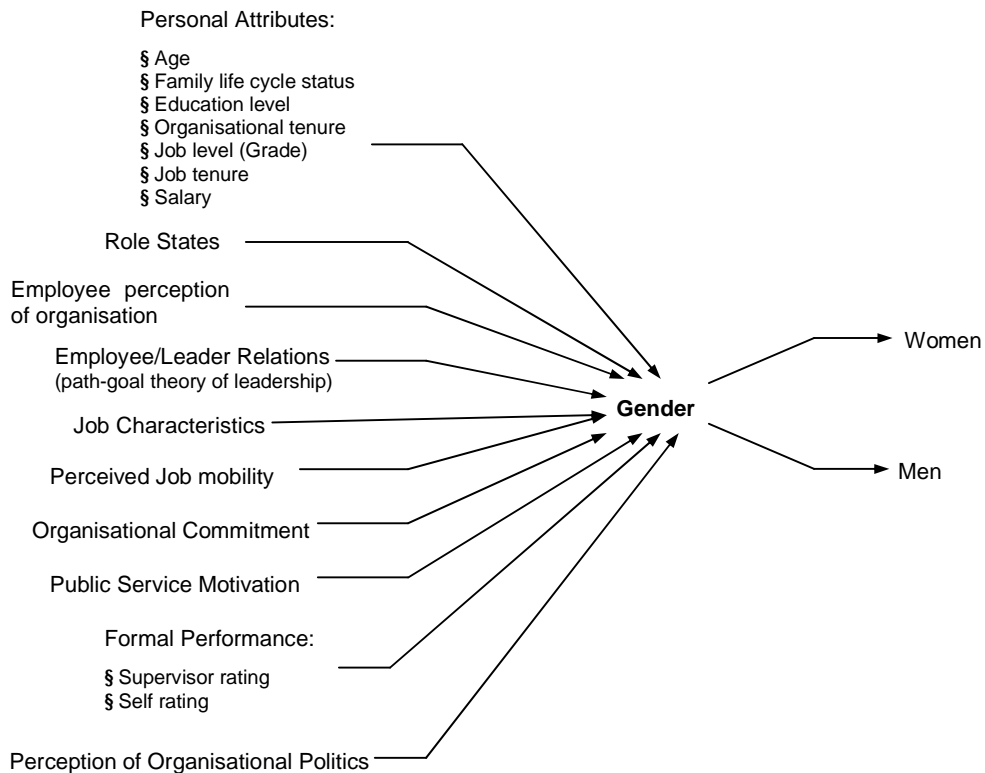 Personal Attributes:
§ Age
§ Family life cycle status
§ Education level
§ Organisational tenure
§ Job level (Grade)
§ Job tenure
§ Salary
Role States
Employee perception
of organisation
Employee/Leader Relations
(path-goal theory of leadership)
Job Characteristics
Perceived Job mobility
Organisational Commitment
Public Service Motivation
Formal Performance:
§ Supervisor rating
§ Self rating
Perception of Organisational Politics
Gender
Women
Men